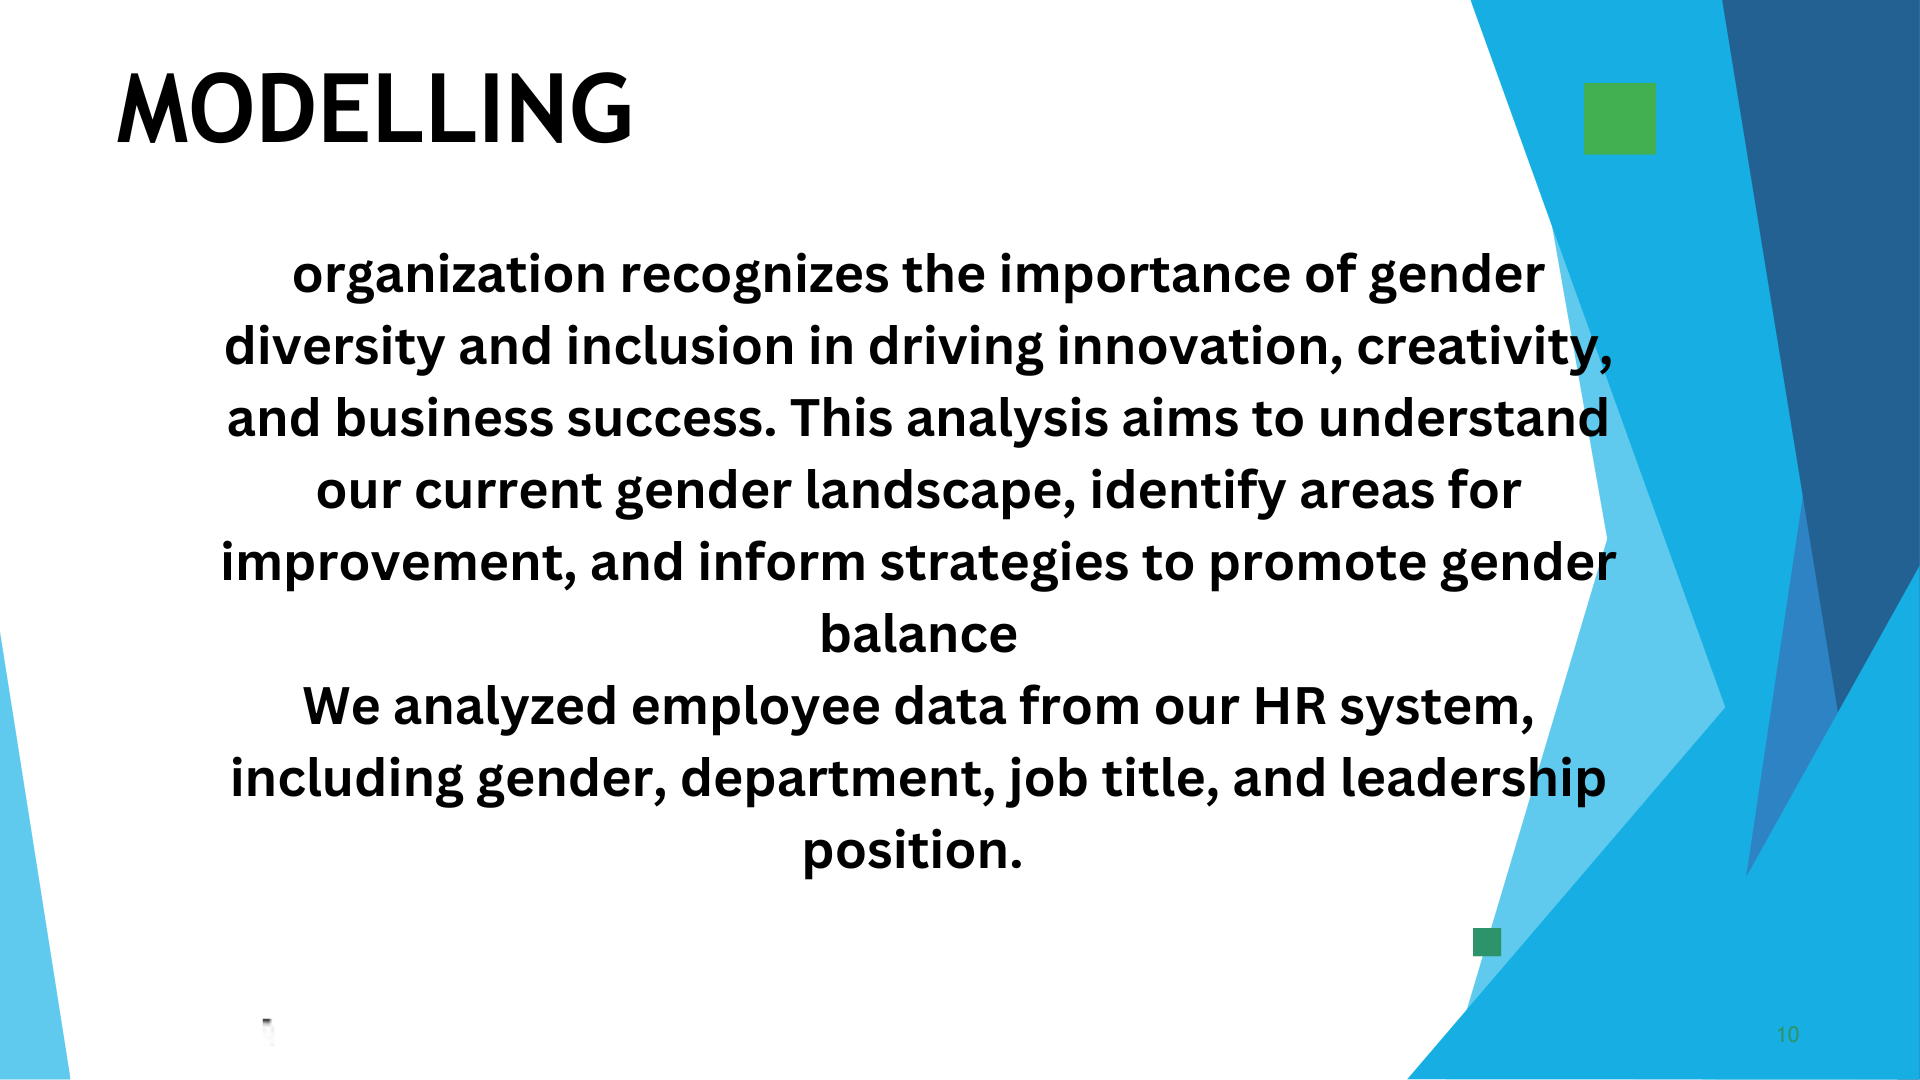 MODELLING
organization recognizes the importance of gender
diversity and inclusion in driving innovation, creativity,
and business success. This analysis aims to understand
our current gender landscape, identify areas for
improvement, and inform strategies to promote gender
balance
We analyzed employee data from our HR system,
including gender, department, job title, and leadership
position.
10